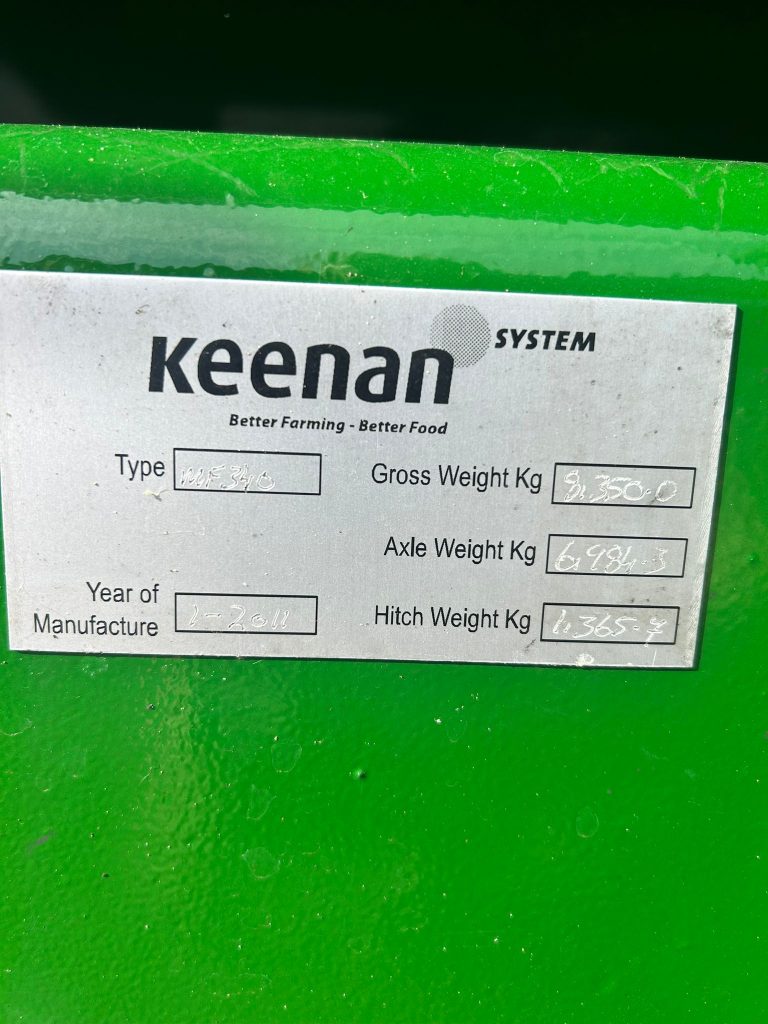 Keenan SYSTEM
Better Farming - Better Food
Type MF340
Gross Weight Kg 8,350.0
Axle Weight Kg 6,984.3
Year of Manufacture 1-2011
Hitch Weight Kg 1,365.7